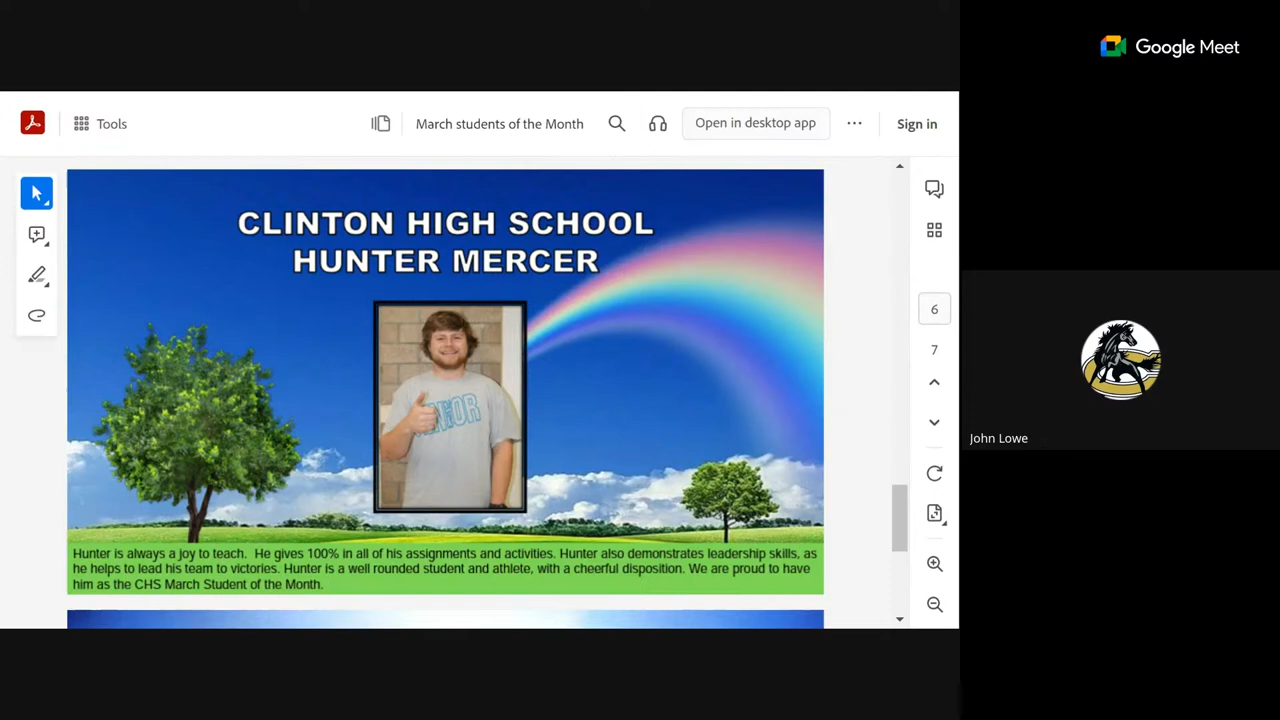 Google Meet
Tools
March students of the Month
Open in desktop app
Sign in
CLINTON HIGH SCHOOL
HUNTER MERCER
6
7
John Lowe
Hunter is always a joy to teach. He gives 100% in all of his assignments and activities. Hunter also demonstrates leadership skills, as
he helps to lead his team to victories. Hunter is a well rounded student and athlete, with a cheerful disposition. We are proud to have
him as the CHS March Student of the Month.